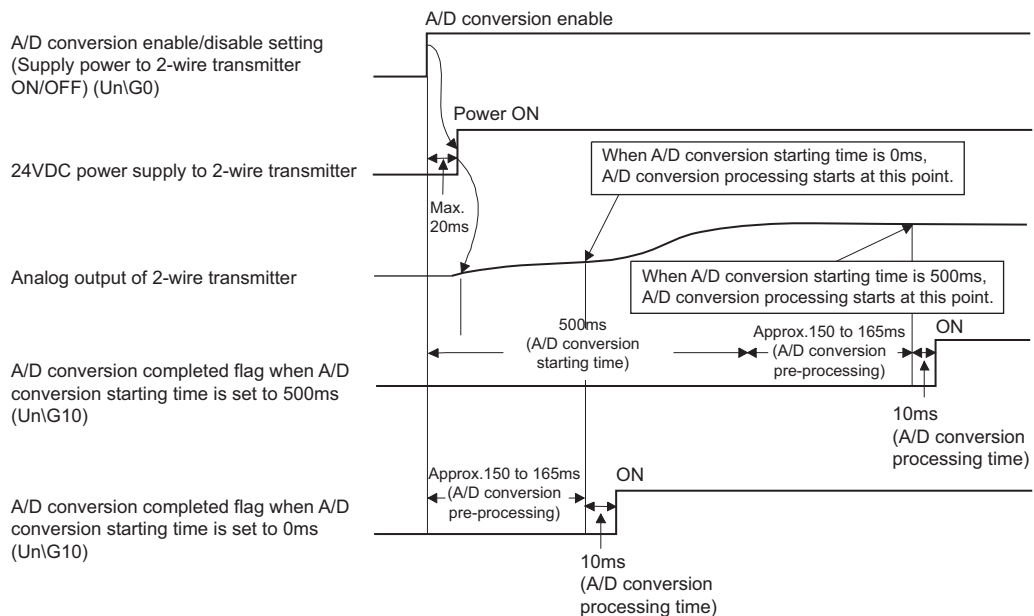 A/D conversion enable
A/D conversion enable/disable setting
(Supply power to 2-wire transmitter
ON/OFF) (Un\G0)
Power ON
24VDC power supply to 2-wire transmitter
When A/D conversion starting time is 0ms,
A/D conversion processing starts at this point.
Max.
20ms
Analog output of 2-wire transmitter
When A/D conversion starting time is 500ms,
A/D conversion processing starts at this point.
500ms
(A/D conversion
starting time)
Approx.150 to 165ms
(A/D conversion
pre-processing)
ON
A/D conversion completed flag when A/D
conversion starting time is set to 500ms
(Un\G10)
10ms
(A/D conversion
processing time)
Approx.150 to 165ms
(A/D conversion
pre-processing)
ON
A/D conversion completed flag when A/D
conversion starting time is set to 0ms
(Un\G10)
10ms
(A/D conversion
processing time)